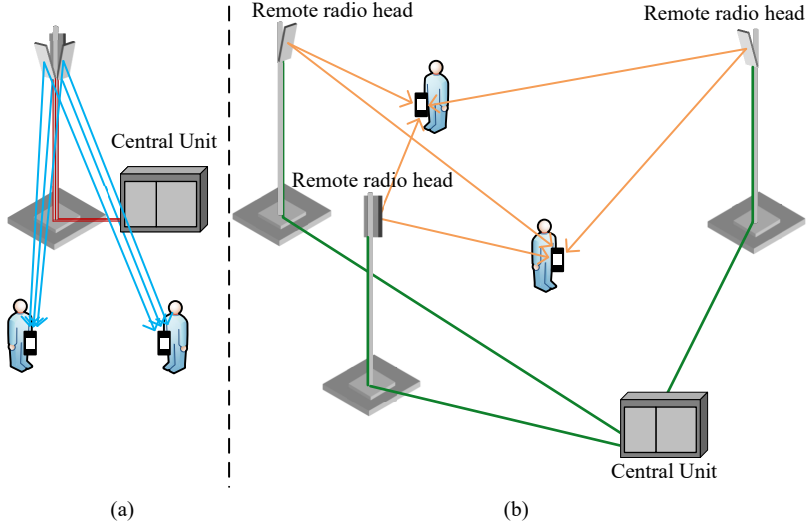 Remote radio head
Remote radio head
Central Unit
Remote radio head
Central Unit
(a)
(b)